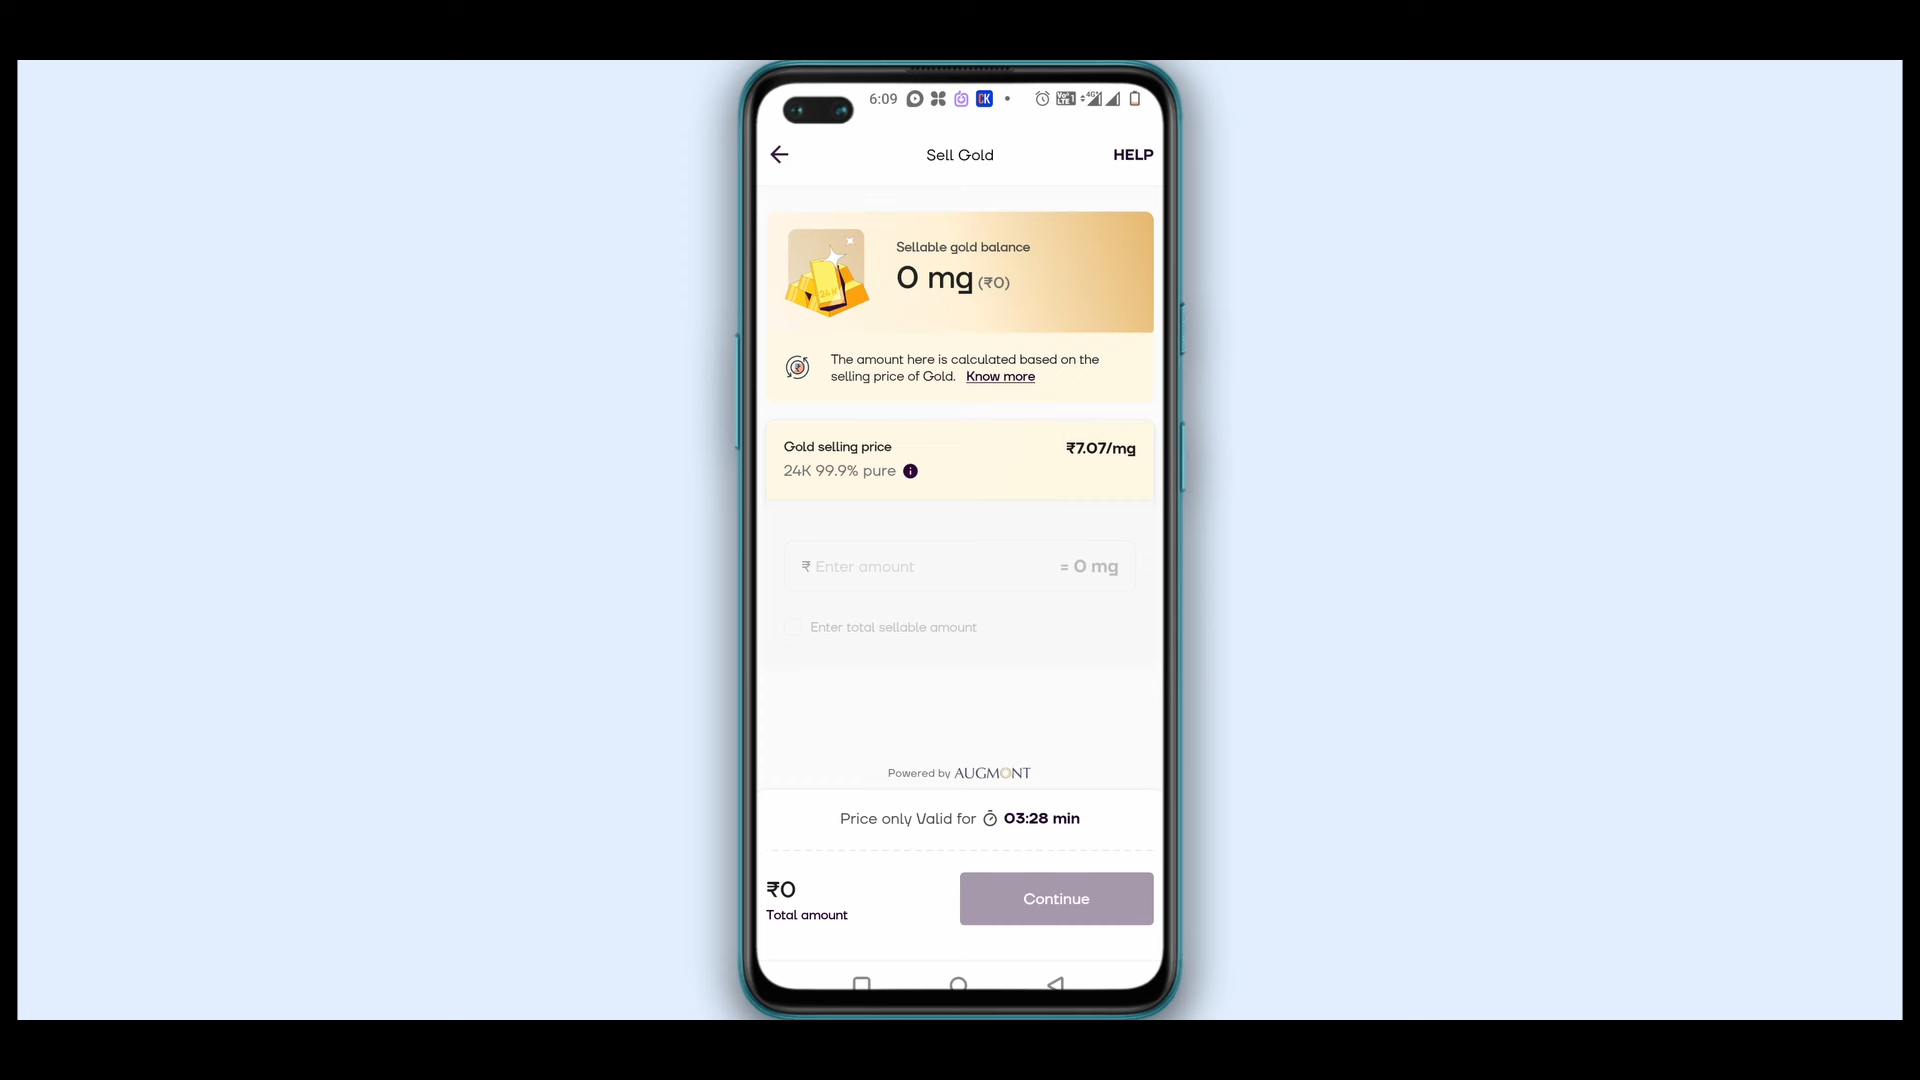 6:09
Sell Gold
HELP
Sellable gold balance
0 mg (₹0)
24K
The amount here is calculated based on the
selling price of Gold. Know more
Gold selling price
₹7.07/mg
24K 99.9% pure
₹ Enter amount
= 0 mg
Enter total sellable amount
Powered by AUGMONT
Price only Valid for 03:28 min
₹0
Total amount
Continue